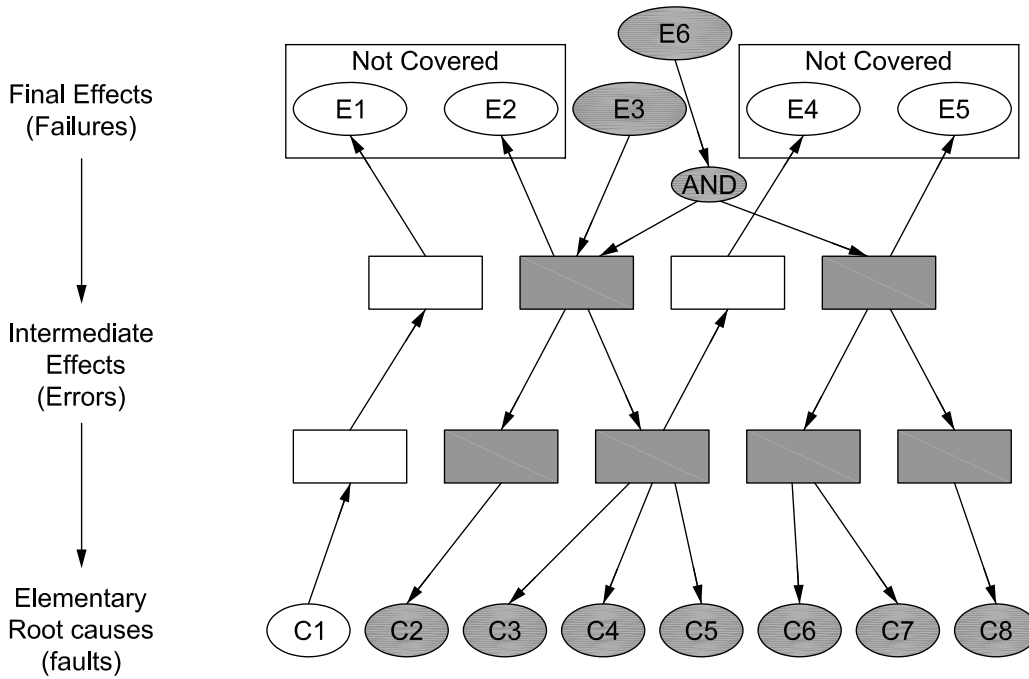 E6
Not Covered
Not Covered
Final Effects
(Failures)
E1
E2
E3
E4
E5
AND
Intermediate
Effects
(Errors)
Elementary
Root causes
(faults)
C1
C2
C3
C4
C5
C6
C7
C8